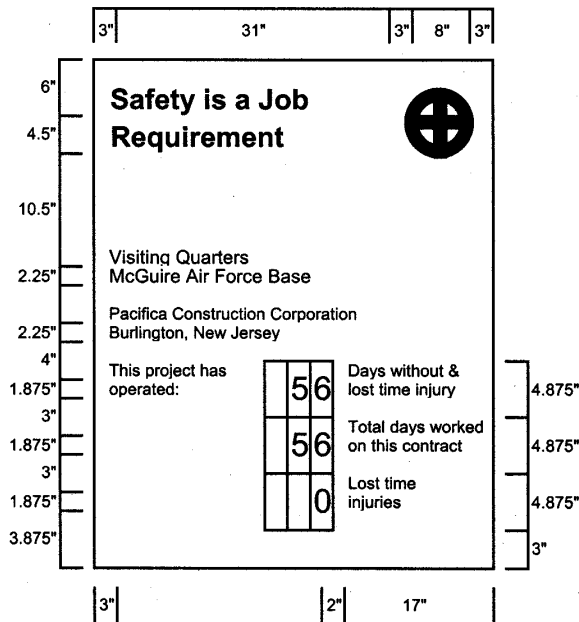 3" 31" 3" 8" 3"
6"
Safety is a Job
Requirement
4.5"
10.5"
Visiting Quarters
McGuire Air Force Base
2.25"
Pacifica Construction Corporation
Burlington, New Jersey
2.25"
4"
This project has
operated:
56
Days without &
lost time injury
1.875"
4.875"
3"
56
Total days worked
on this contract
1.875"
4.875"
3"
0
Lost time
injuries
1.875"
4.875"
3.875"
3"
3" 2" 17"